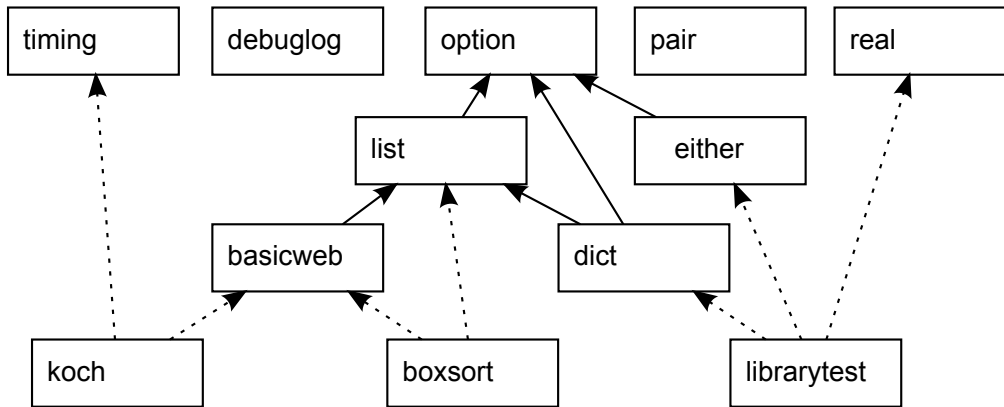 timing
debuglog
option
pair
real
list
either
basicweb
dict
koch
boxsort
librarytest